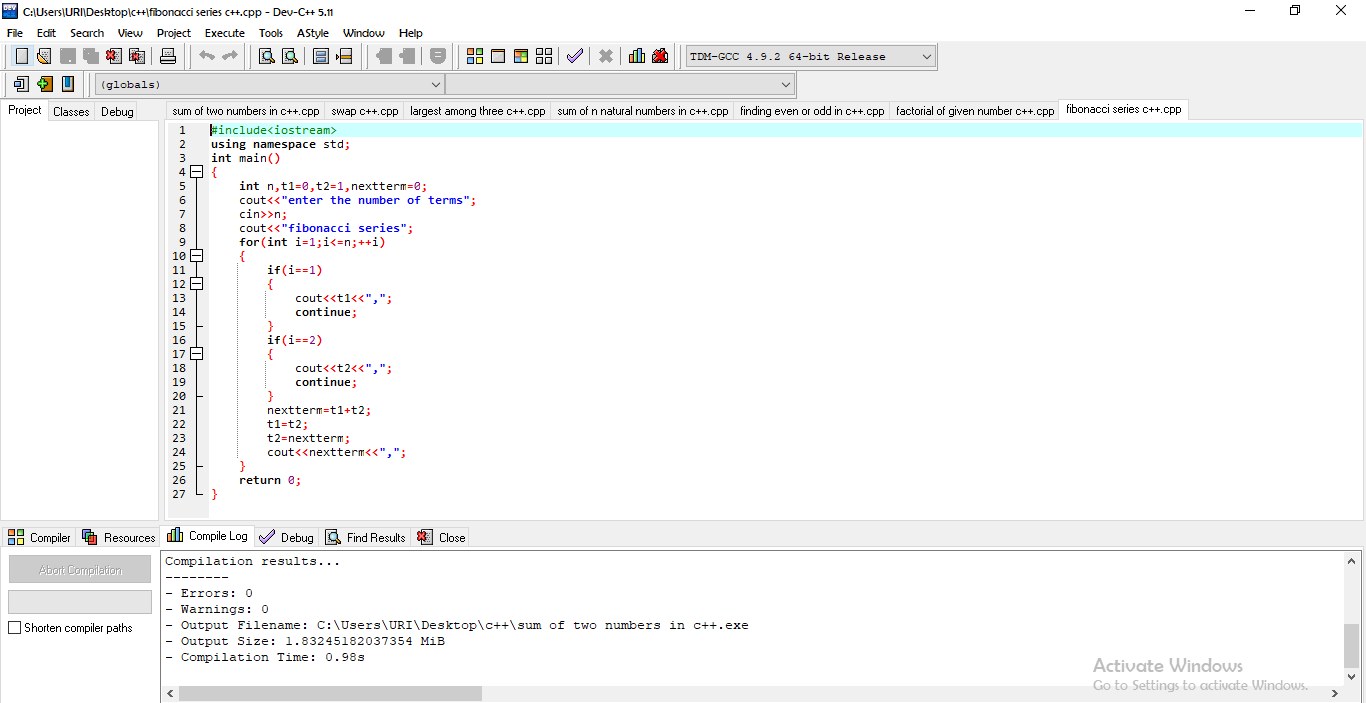 C:\Users\URI\Desktop\c++\fibonacci series c++.cpp - Dev-C++ 5.11
File Edit Search View Project Execute Tools AStyle Window Help
TDM-GCC 4.9.2 64-bit Release
(globals)
Project Classes Debug
sum of two numbers in c++.cpp swap c++.cpp largest among three c++.cpp sum of n natural numbers in c++.cpp finding even or odd in c++.cpp factorial of given number c++.cpp fibonacci series c++.cpp
1 #include<iostream>
2 using namespace std;
3 int main()
4 {
5 int n,t1=0,t2=1,nextterm=0;
6 cout<<"enter the number of terms";
7 cin>>n;
8 cout<<"fibonacci series";
9 for(int i=1;i<=n;++i)
10 {
11 if(i==1)
12 {
13 cout<<t1<<",";
14 continue;
15 }
16 if(i==2)
17 {
18 cout<<t2<<",";
19 continue;
20 }
21 nextterm=t1+t2;
22 t1=t2;
23 t2=nextterm;
24 cout<<nextterm<<",";
25 }
26 return 0;
27 }
Compiler Resources Compile Log Debug Find Results Close
Abort Compilation
Shorten compiler paths
Compilation results...
--------
- Errors: 0
- Warnings: 0
- Output Filename: C:\Users\URI\Desktop\c++\sum of two numbers in c++.exe
- Output Size: 1.83245182037354 MiB
- Compilation Time: 0.98s
Activate Windows
Go to Settings to activate Windows.